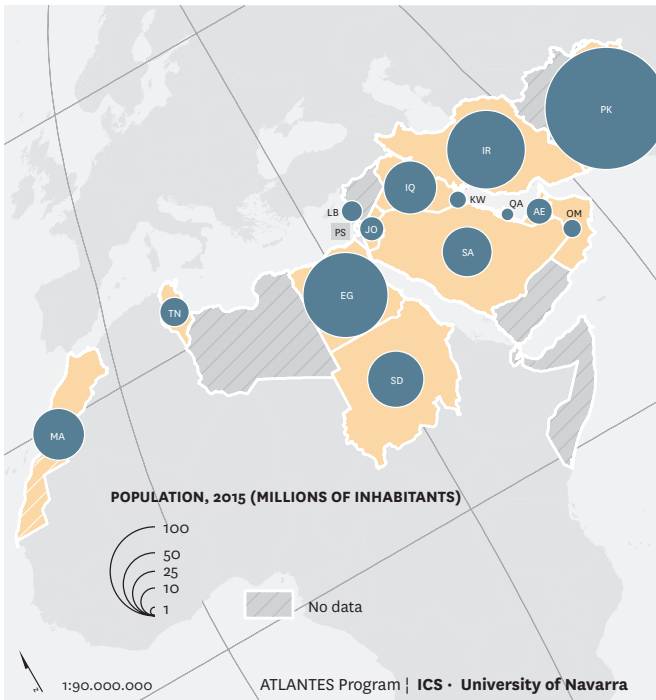 PK
IR
IQ
KW
QA
AE
OM
LB
PS
JO
SA
EG
TN
SD
MA
POPULATION, 2015 (MILLIONS OF INHABITANTS)
100
50
25
10
1
No data
N
1:90.000.000
ATLANTES Program ¦ ICS · University of Navarra